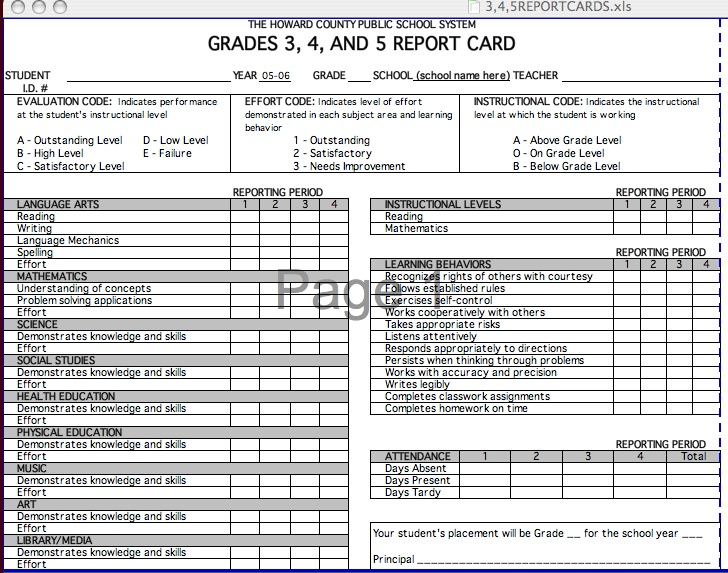 3,4,5REPORTCARDS.xls
THE HOWARD COUNTY PUBLIC SCHOOL SYSTEM
GRADES 3, 4, AND 5 REPORT CARD
STUDENT YEAR 05-06 GRADE ____ SCHOOL (school name here) TEACHER
I.D. #
EVALUATION CODE: Indicates performance
at the student's instructional level
A - Outstanding Level D - Low Level
B - High Level E - Failure
C - Satisfactory Level
EFFORT CODE: Indicates level of effort
demonstrated in each subject area and learning
behavior
1 - Outstanding
2 - Satisfactory
3 - Needs Improvement
INSTRUCTIONAL CODE: Indicates the instructional
level at which the student is working
A - Above Grade Level
O - On Grade Level
B - Below Grade Level
REPORTING PERIOD
LANGUAGE ARTS 1 2 3 4
Reading
Writing
Language Mechanics
Spelling
Effort
MATHEMATICS
Understanding of concepts
Problem solving applications
Effort
SCIENCE
Demonstrates knowledge and skills
Effort
SOCIAL STUDIES
Demonstrates knowledge and skills
Effort
HEALTH EDUCATION
Demonstrates knowledge and skills
Effort
PHYSICAL EDUCATION
Demonstrates knowledge and skills
Effort
MUSIC
Demonstrates knowledge and skills
Effort
ART
Demonstrates knowledge and skills
Effort
LIBRARY/MEDIA
Demonstrates knowledge and skills
Effort
REPORTING PERIOD
INSTRUCTIONAL LEVELS 1 2 3 4
Reading
Mathematics
REPORTING PERIOD
LEARNING BEHAVIORS 1 2 3 4
Recognizes rights of others with courtesy
Follows established rules
Exercises self-control
Works cooperatively with others
Takes appropriate risks
Listens attentively
Responds appropriately to directions
Persists when thinking through problems
Works with accuracy and precision
Writes legibly
Completes classwork assignments
Completes homework on time
REPORTING PERIOD
ATTENDANCE 1 2 3 4 Total
Days Absent
Days Present
Days Tardy
Your student's placement will be Grade __ for the school year ___
Principal
Page 1